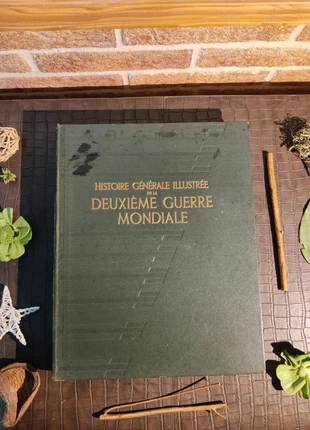 HISTOIRE GÉNÉRALE ILLUSTRÉE
DE LA
DEUXIÈME GUERRE
MONDIALE